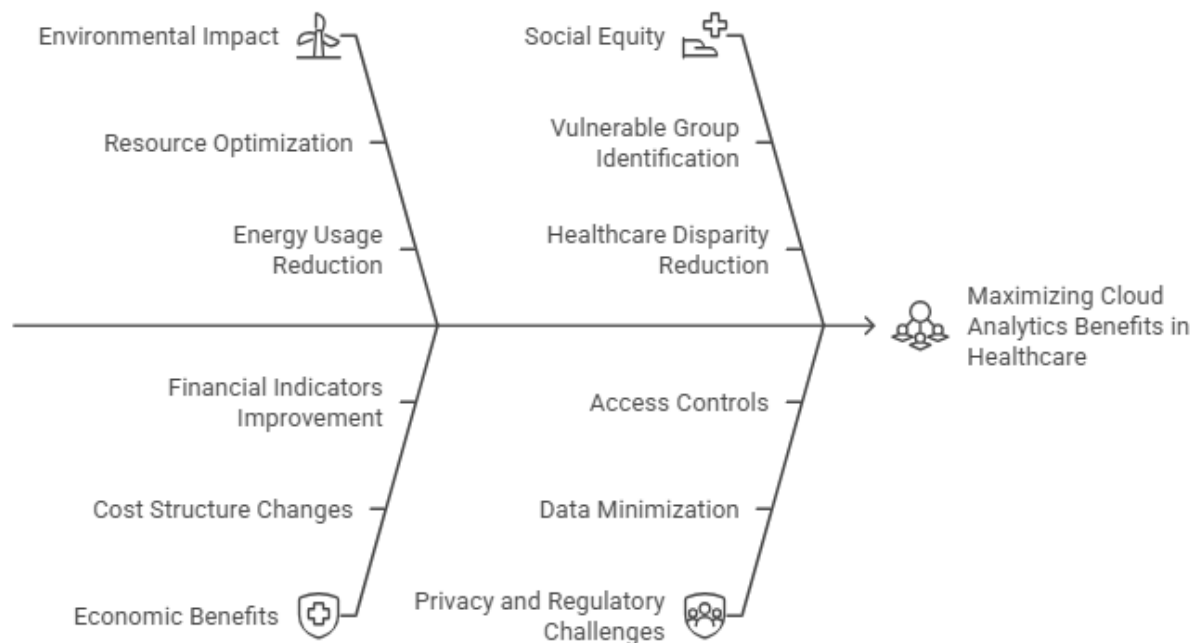 Environmental Impact
Social Equity
Resource Optimization
Vulnerable Group
Identification
Energy Usage
Reduction
Healthcare Disparity
Reduction
Maximizing Cloud
Analytics Benefits in
Healthcare
Financial Indicators
Improvement
Access Controls
Cost Structure Changes
Data Minimization
Economic Benefits
Privacy and Regulatory
Challenges